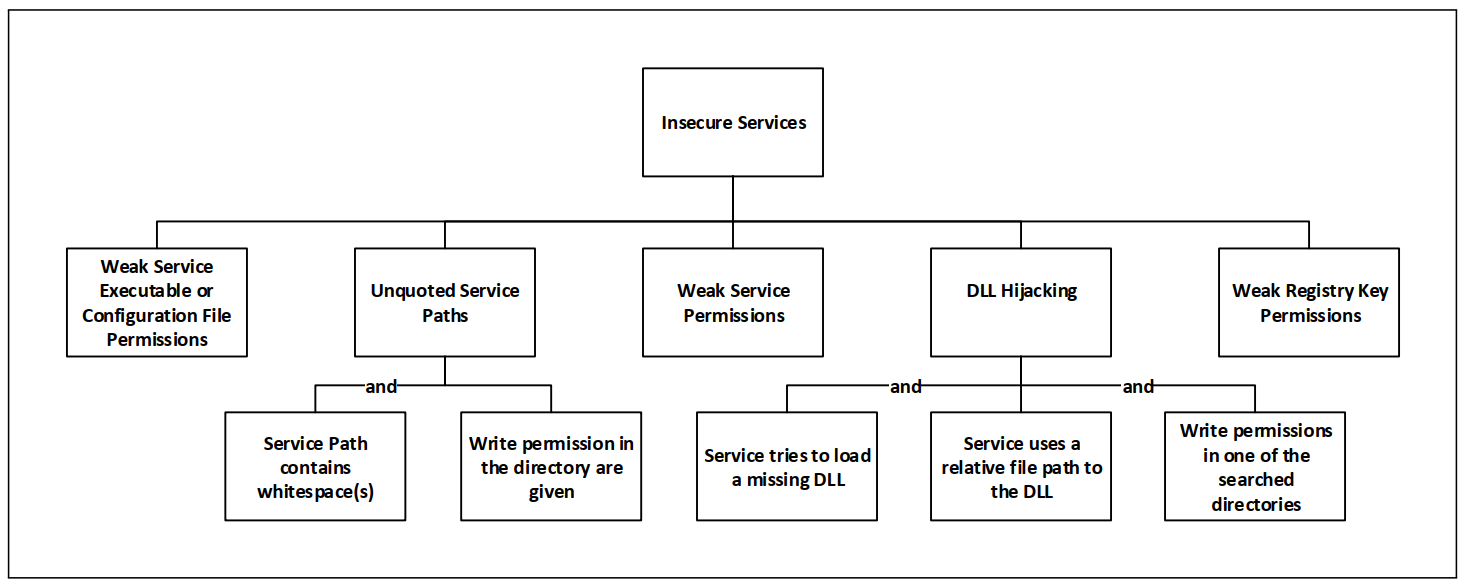 Insecure Services
Weak Service
Executable or
Configuration File
Permissions
Unquoted Service
Paths
Weak Service
Permissions
DLL Hijacking
Weak Registry Key
Permissions
and
and
and
Service Path
contains
whitespace(s)
Write permission in
the directory are
given
Service tries to load
a missing DLL
Service uses a
relative file path to
the DLL
Write permissions
in one of the
searched
directories